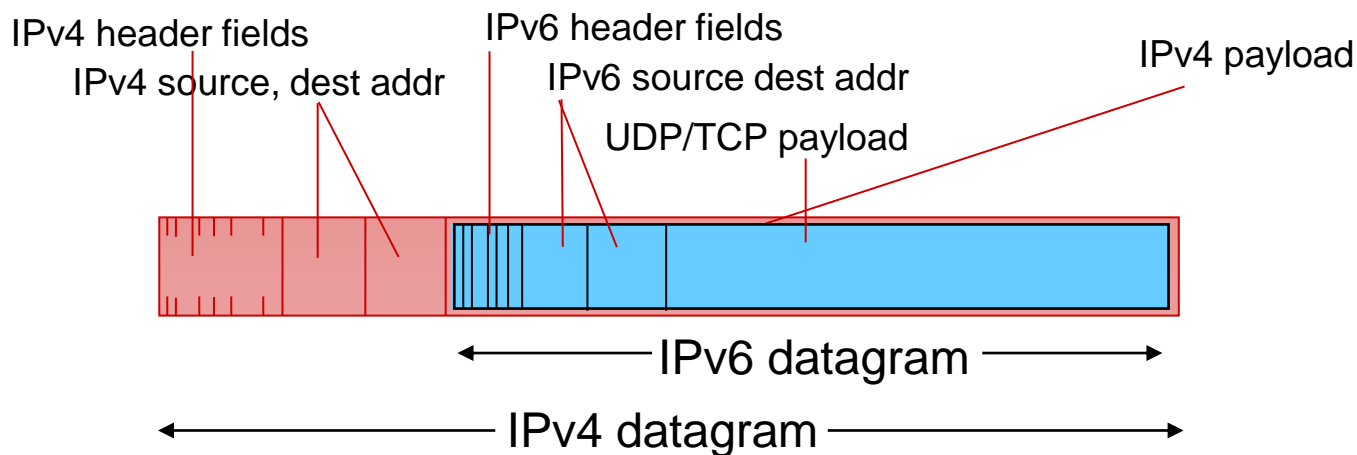 IPv4 header fields
IPv6 header fields
IPv4 payload
IPv4 source, dest addr
IPv6 source dest addr
UDP/TCP payload
IPv6 datagram
IPv4 datagram